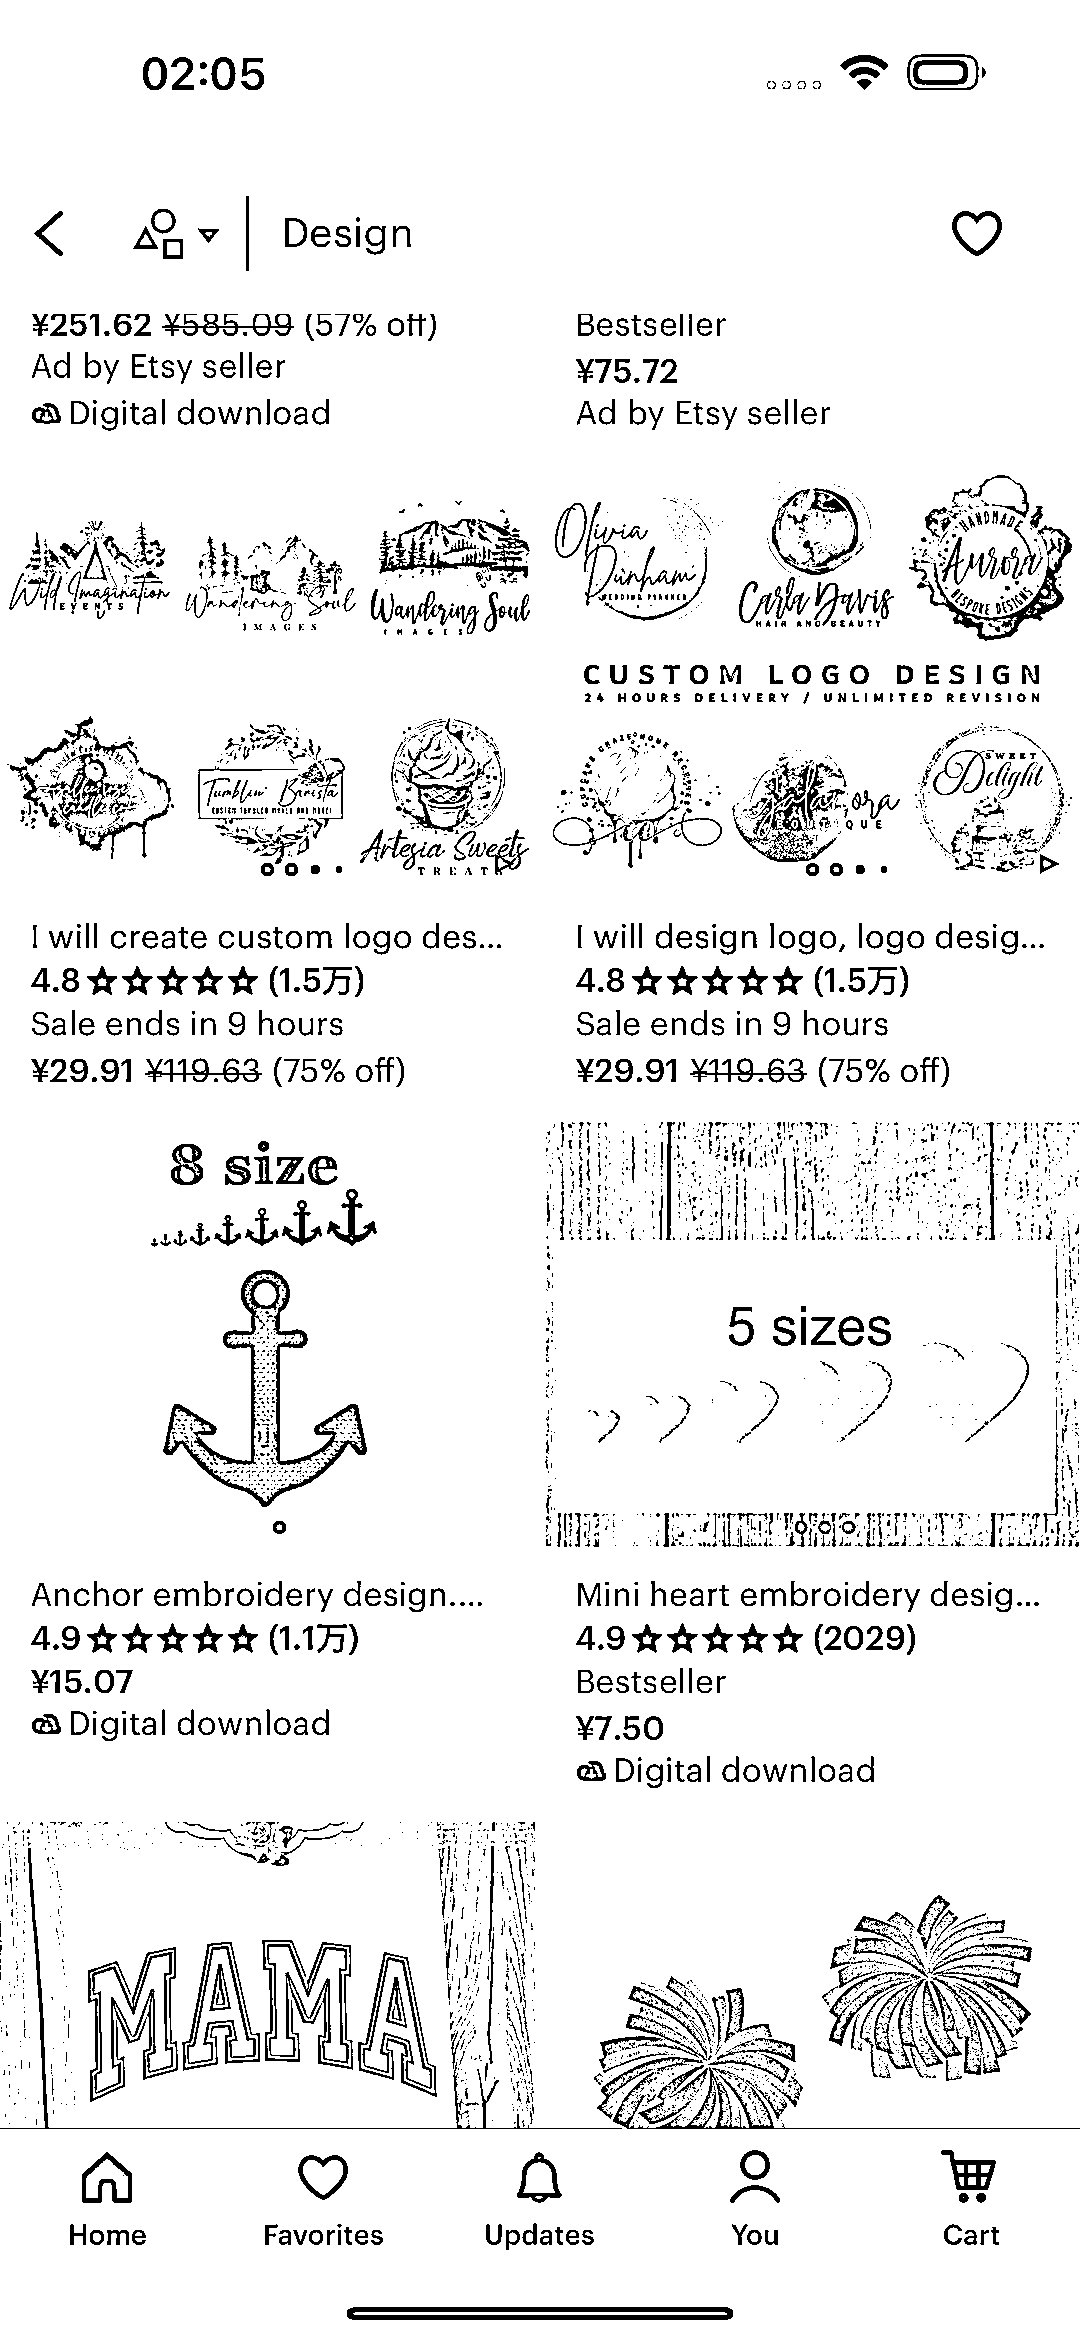 02:05
Design
¥251.62 ¥585.09 (57% off)
Ad by Etsy seller
Digital download
Bestseller
¥75.72
Ad by Etsy seller
Wild Imagination
EVENTS
Wandering Soul
IMAGES
Wandering Soul
IMAGES
Olivia Dunham
WEDDING PLANNER
Carla Davis
HAIR AND BEAUTY
HANDMADE
Aurora
BESPOKE DESIGNS
CUSTOM LOGO DESIGN
24 HOURS DELIVERY / UNLIMITED REVISION
Tumblin' Barista
Artesia Sweets
TREATS
SWEET
Delight
I will create custom logo des...
4.8 (1.5万)
Sale ends in 9 hours
¥29.91 ¥119.63 (75% off)
I will design logo, logo desig...
4.8 (1.5万)
Sale ends in 9 hours
¥29.91 ¥119.63 (75% off)
8 size
5 sizes
Anchor embroidery design....
4.9 (1.1万)
¥15.07
Digital download
Mini heart embroidery desig...
4.9 (2029)
Bestseller
¥7.50
Digital download
MAMA
Home
Favorites
Updates
You
Cart